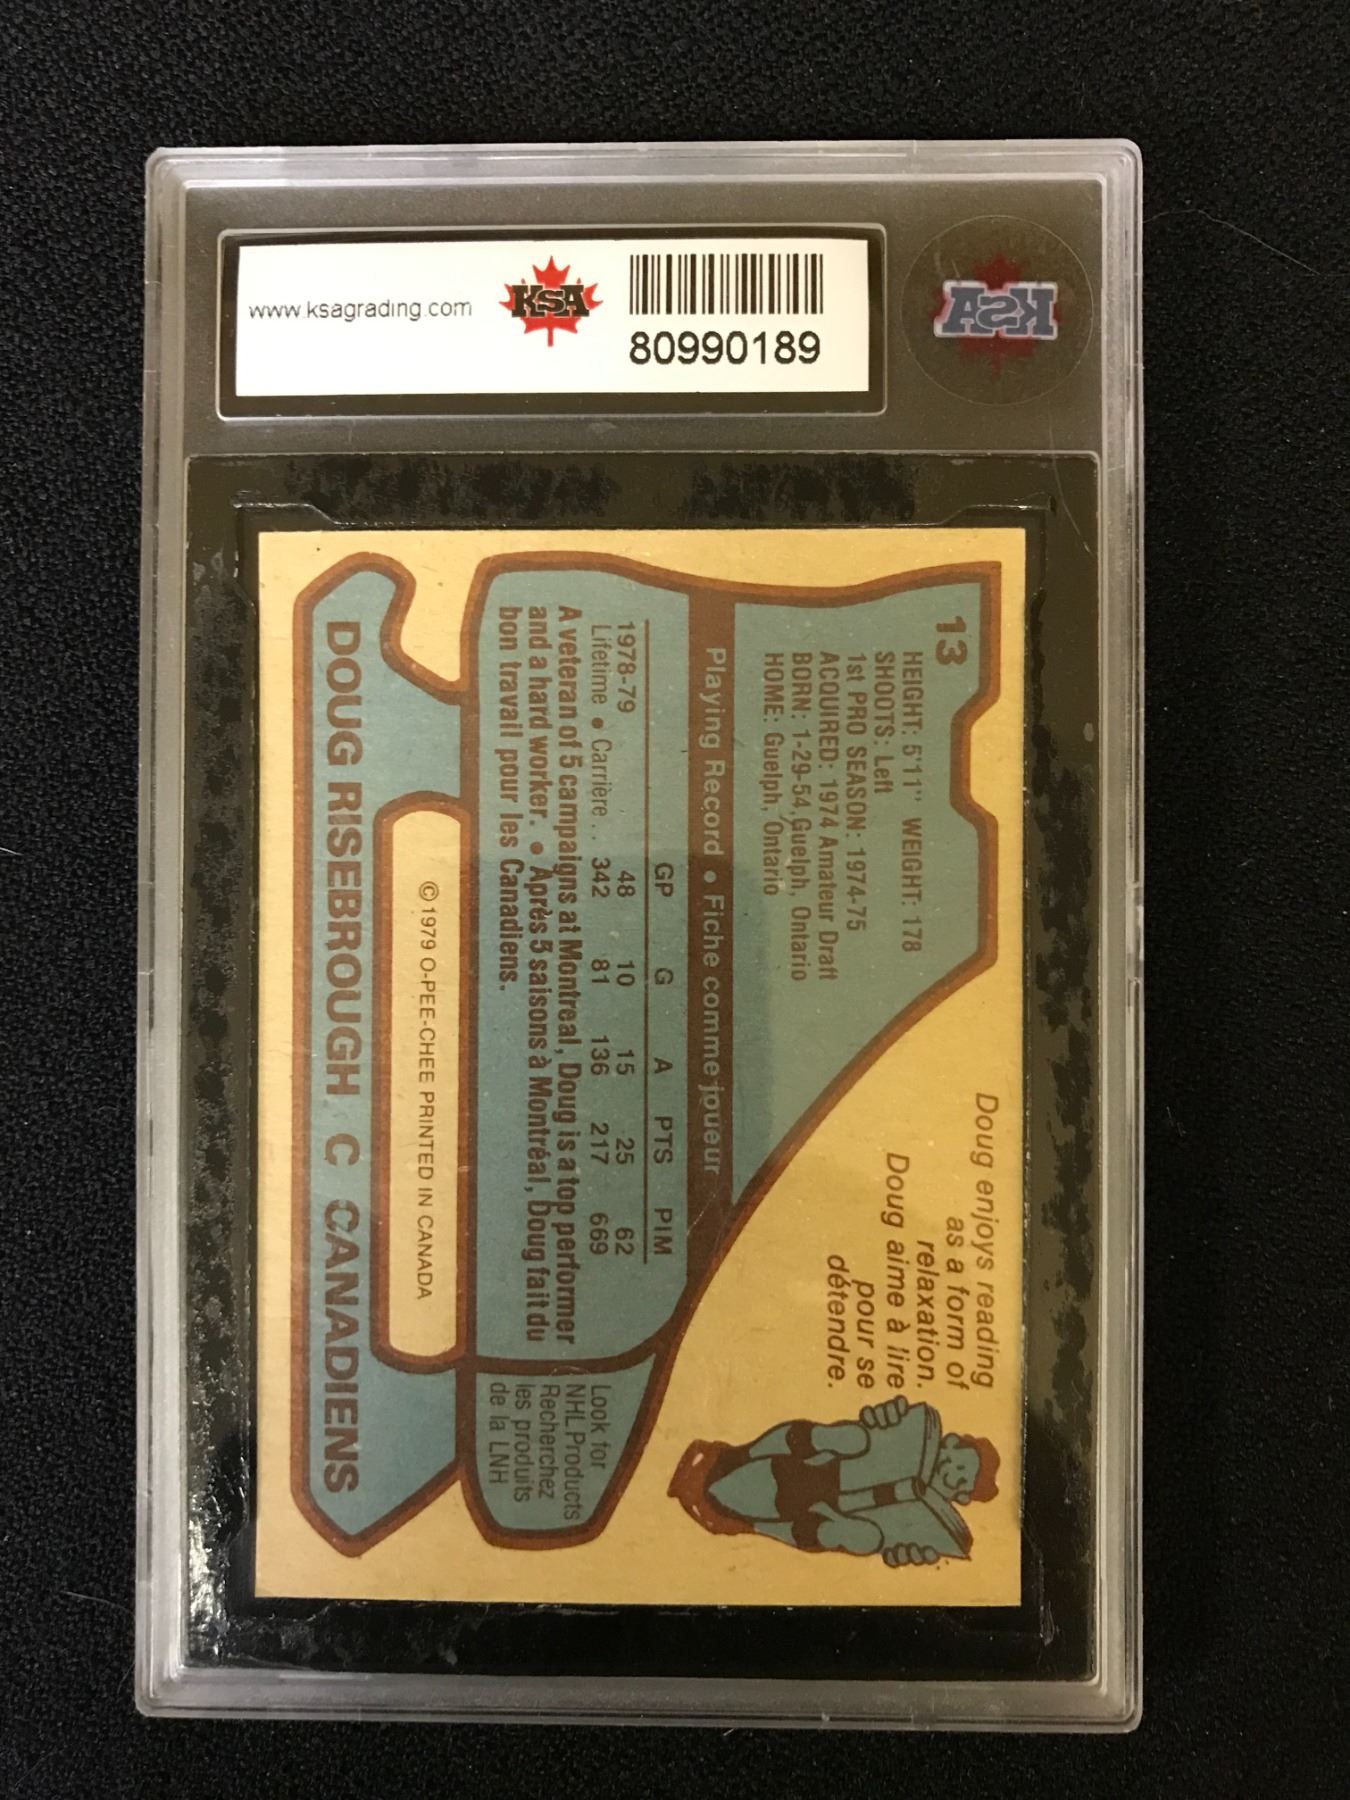 www.ksagrading.com
KSA
80990189
KSA
13
HEIGHT: 5'11" WEIGHT: 178
SHOOTS: Left
1st PRO SEASON: 1974-75
ACQUIRED: 1974 Amateur Draft
BORN: 1-29-54, Guelph, Ontario
HOME: Guelph, Ontario
Doug enjoys reading
as a form of
relaxation.
Doug aime à lire
pour se
détendre.
Playing Record • Fiche comme joueur
GP G A PTS PIM
1978-79 48 10 15 25 62
Lifetime • Carrière .. 342 81 136 217 669
A veteran of 5 campaigns at Montreal, Doug is a top performer
and a hard worker. • Après 5 saisons à Montréal, Doug fait du
bon travail pour les Canadiens.
Look for
NHL Products
Recherchez
les produits
de la LNH
© 1979 O-PEE-CHEE PRINTED IN CANADA
DOUG RISEBROUGH C CANADIENS